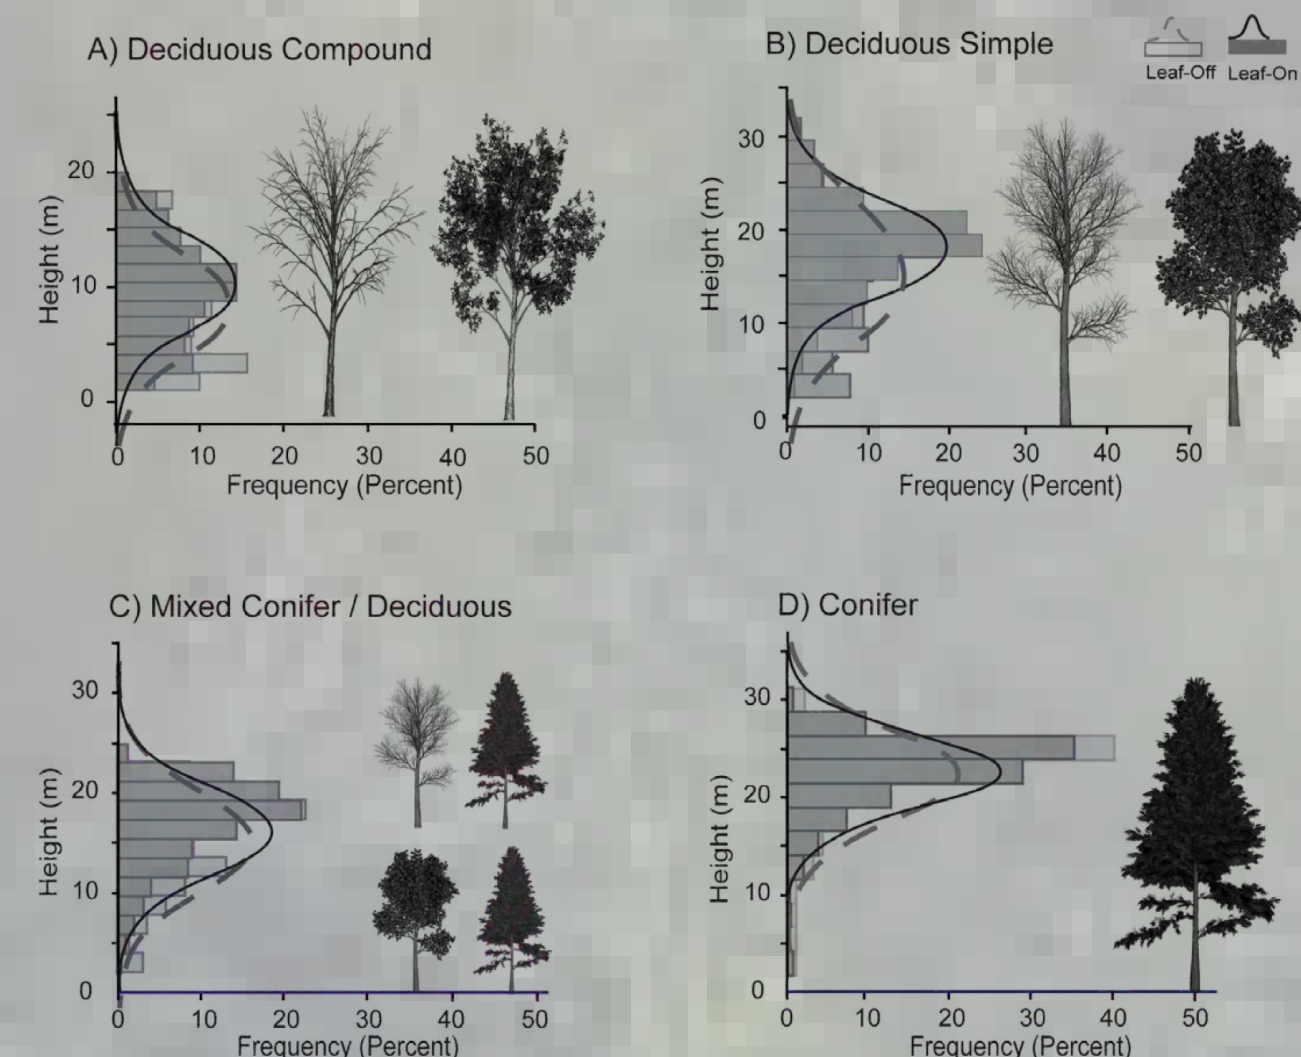 A) Deciduous Compound
Height (m)
20
10
0
0 10 20 30 40 50
Frequency (Percent)
B) Deciduous Simple
Leaf-Off Leaf-On
Height (m)
30
20
10
0
0 10 20 30 40 50
Frequency (Percent)
C) Mixed Conifer / Deciduous
Height (m)
30
20
10
0
0 10 20 30 40 50
Frequency (Percent)
D) Conifer
Height (m)
30
20
10
0
0 10 20 30 40 50
Frequency (Percent)